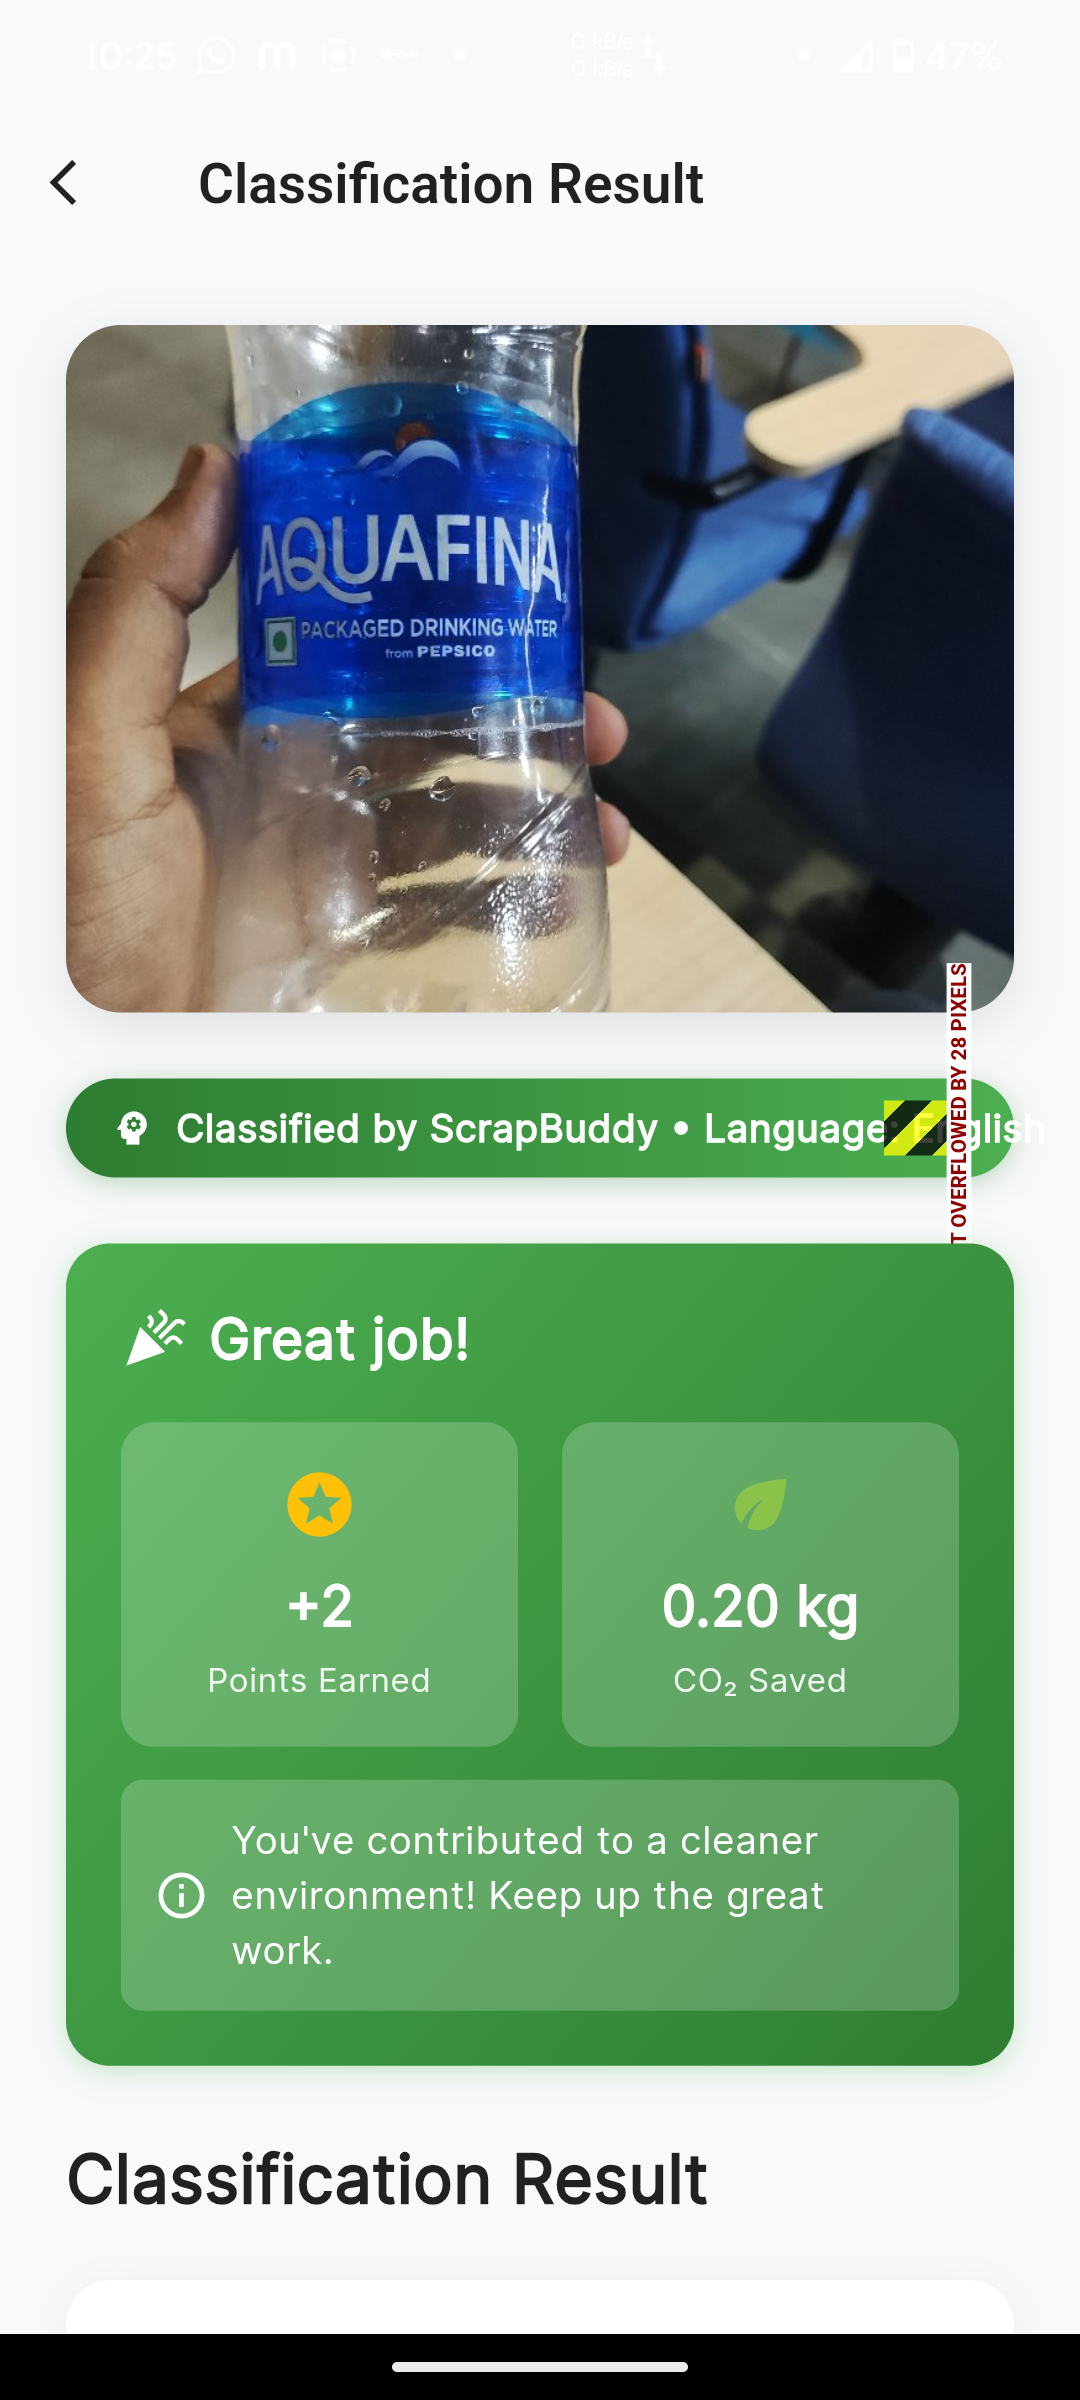 10:25
0 kB/s
0 kB/s
47%
Classification Result
AQUAFINA
PACKAGED DRINKING WATER
from PEPSICO
Classified by ScrapBuddy • Language: English
T OVERFLOWED BY 28 PIXELS
Great job!
+2
Points Earned
0.20 kg
CO₂ Saved
You've contributed to a cleaner
environment! Keep up the great
work.
Classification Result